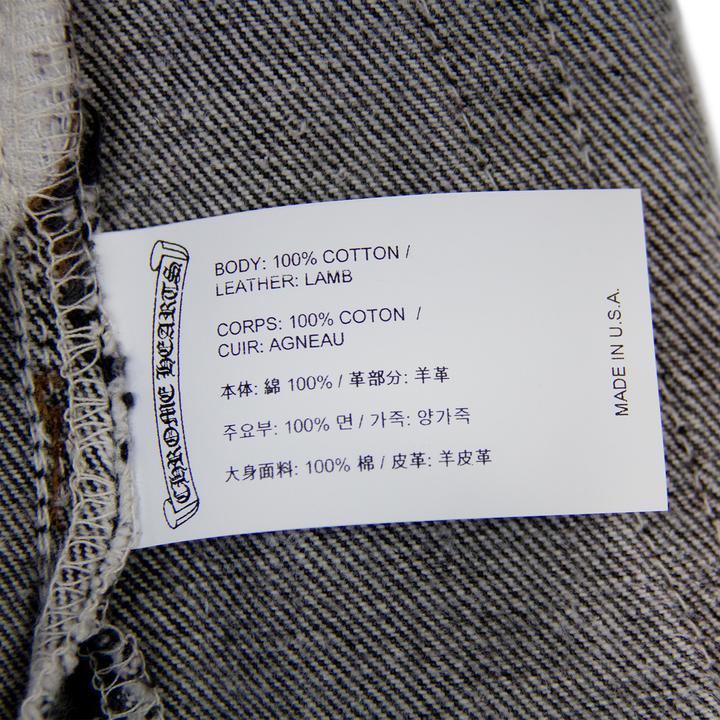 CHROME HEARTS
BODY: 100% COTTON /
LEATHER: LAMB
CORPS: 100% COTON /
CUIR: AGNEAU
本体: 綿 100% / 革部分: 羊革
주요부: 100% 면 / 가죽: 양가죽
大身面料: 100% 棉 / 皮革: 羊皮革
MADE IN U.S.A.